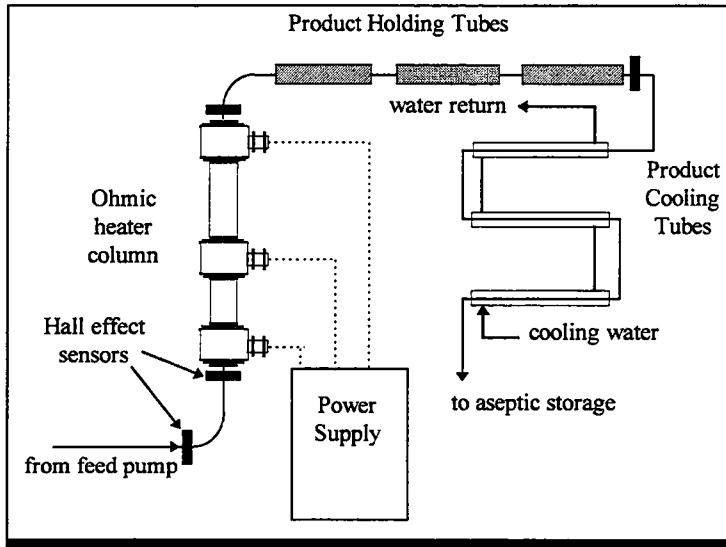 Product Holding Tubes
water return
Product
Cooling
Tubes
Ohmic
heater
column
Hall effect
sensors
cooling water
to aseptic storage
Power
Supply
from feed pump